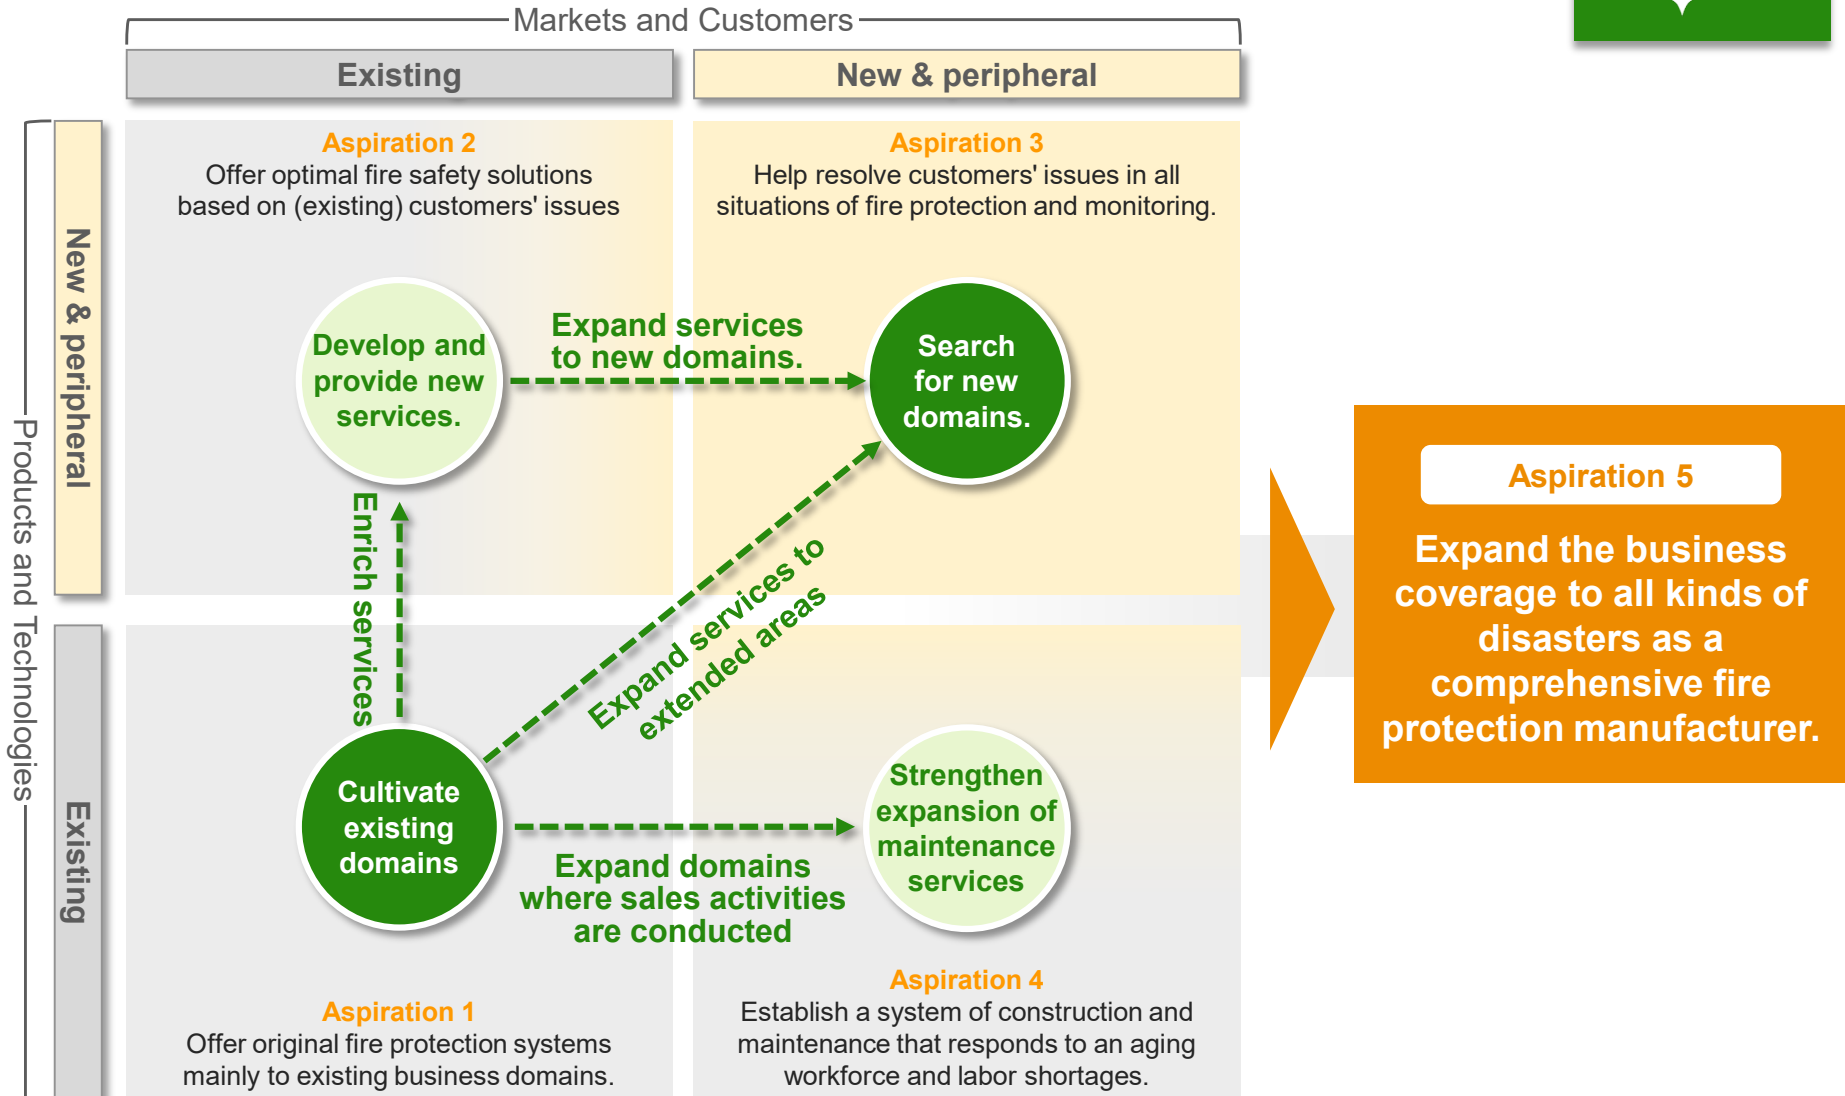 Markets and Customers
Existing
New & peripheral
Products and Technologies
New & peripheral
Existing
Aspiration 2
Offer optimal fire safety solutions
based on (existing) customers' issues
Aspiration 3
Help resolve customers' issues in all
situations of fire protection and monitoring.
Develop and
provide new
services.
Expand services
to new domains.
Search
for new
domains.
Enrich services
Expand services to
extended areas
Cultivate
existing
domains
Expand domains
where sales activities
are conducted
Strengthen
expansion of
maintenance
services
Aspiration 1
Offer original fire protection systems
mainly to existing business domains.
Aspiration 4
Establish a system of construction and
maintenance that responds to an aging
workforce and labor shortages.
Aspiration 5
Expand the business
coverage to all kinds of
disasters as a
comprehensive fire
protection manufacturer.